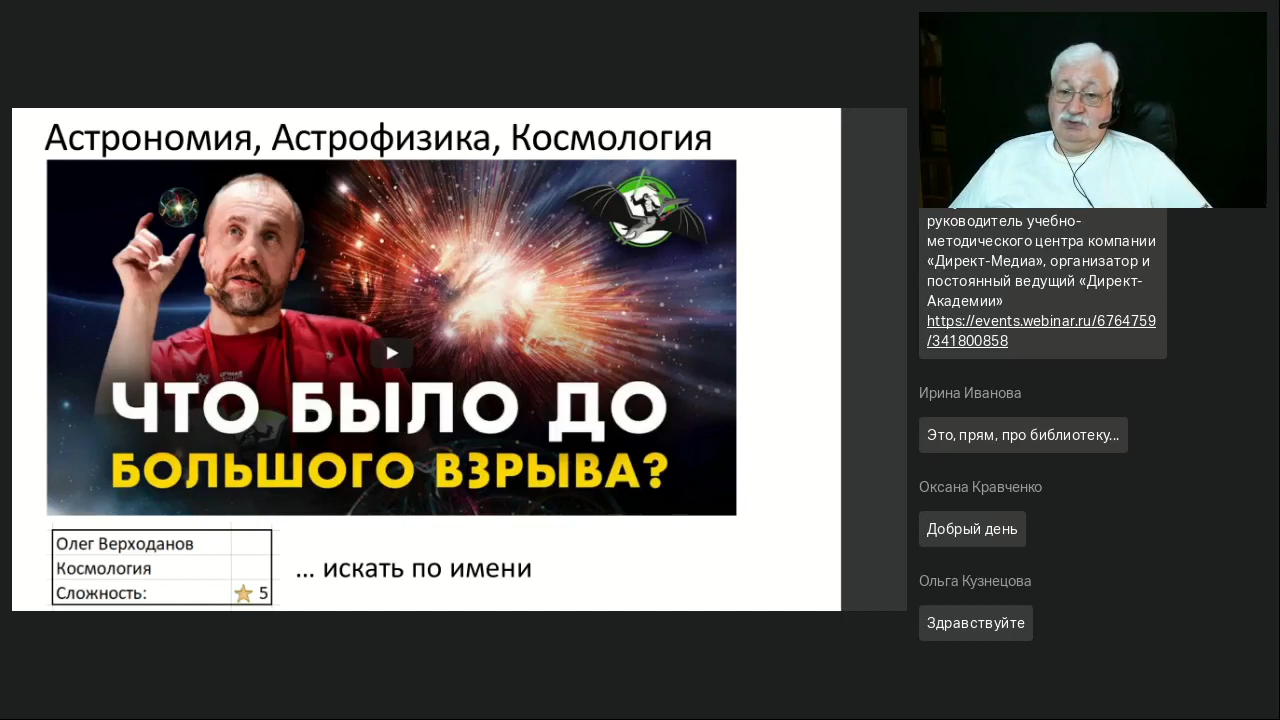 Астрономия, Астрофизика, Космология
ЧТО БЫЛО ДО
БОЛЬШОГО ВЗРЫВА?
Олег Верходанов
Космология
Сложность: 5
... искать по имени
руководитель учебно-
методического центра компании
«Директ-Медиа», организатор и
постоянный ведущий «Директ-
Академии»
https://events.webinar.ru/6764759
/341800858
Ирина Иванова
Это, прям, про библиотеку...
Оксана Кравченко
Добрый день
Ольга Кузнецова
Здравствуйте